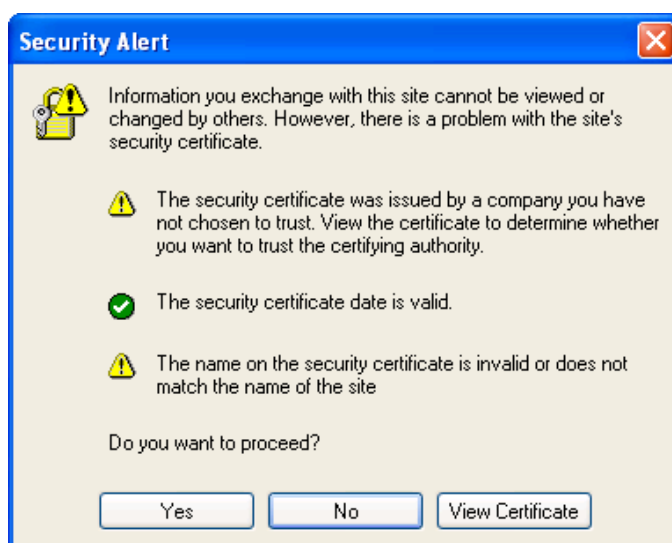 Security Alert
Information you exchange with this site cannot be viewed or
changed by others. However, there is a problem with the site's
security certificate.
The security certificate was issued by a company you have
not chosen to trust. View the certificate to determine whether
you want to trust the certifying authority.
The security certificate date is valid.
The name on the security certificate is invalid or does not
match the name of the site
Do you want to proceed?
Yes No View Certificate